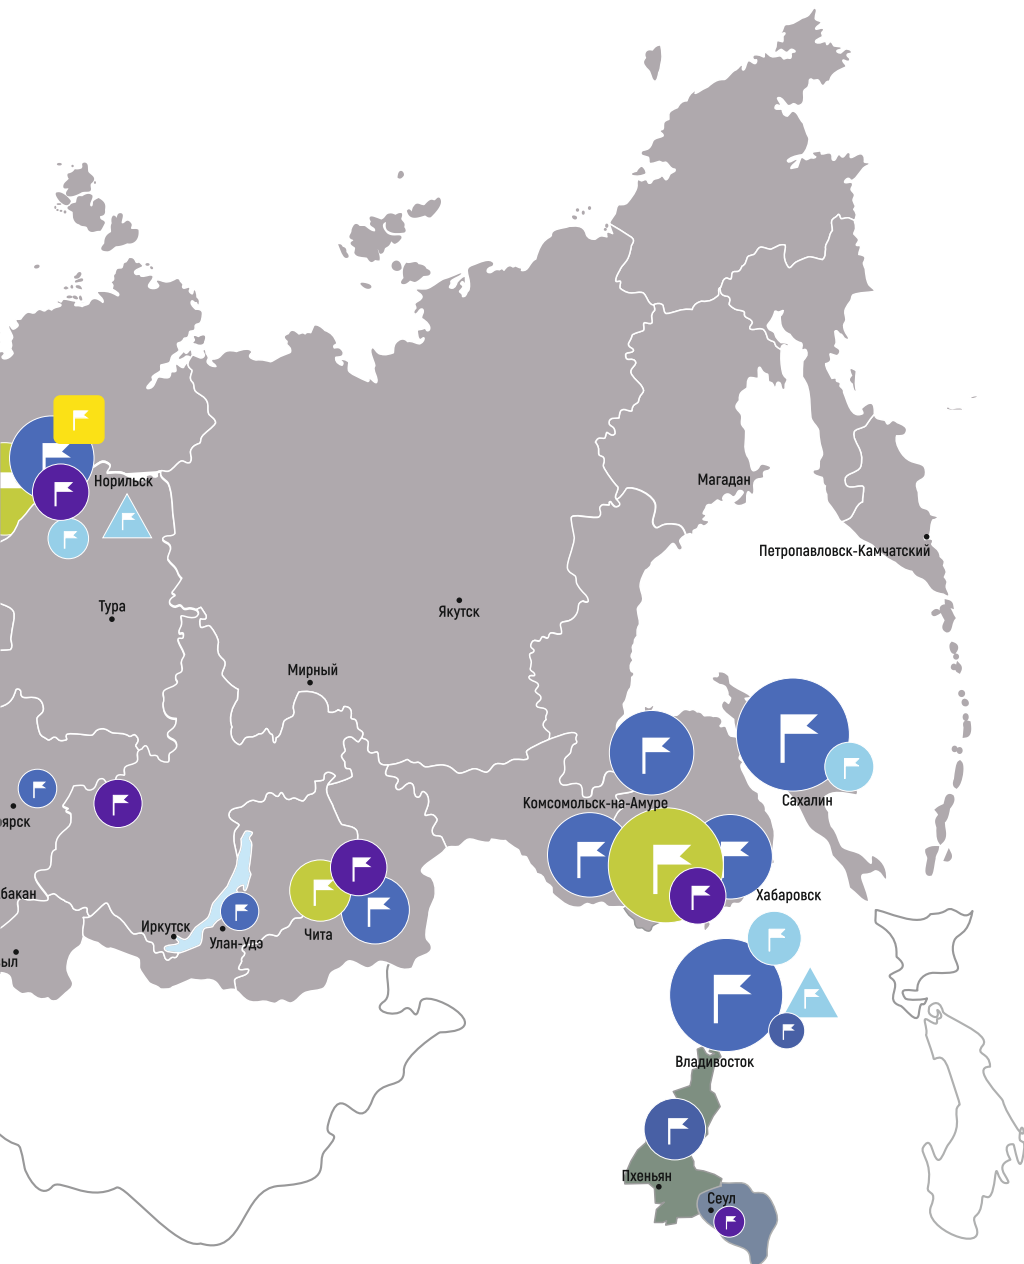 Норильск
Магадан
Петропавловск-Камчатский
Тура
Якутск
Мирный
Комсомольск-на-Амуре
Сахалин
оярск
бакан
Хабаровск
Иркутск
Улан-Удэ
Чита
ыл
Владивосток
Пхеньян
Сеул